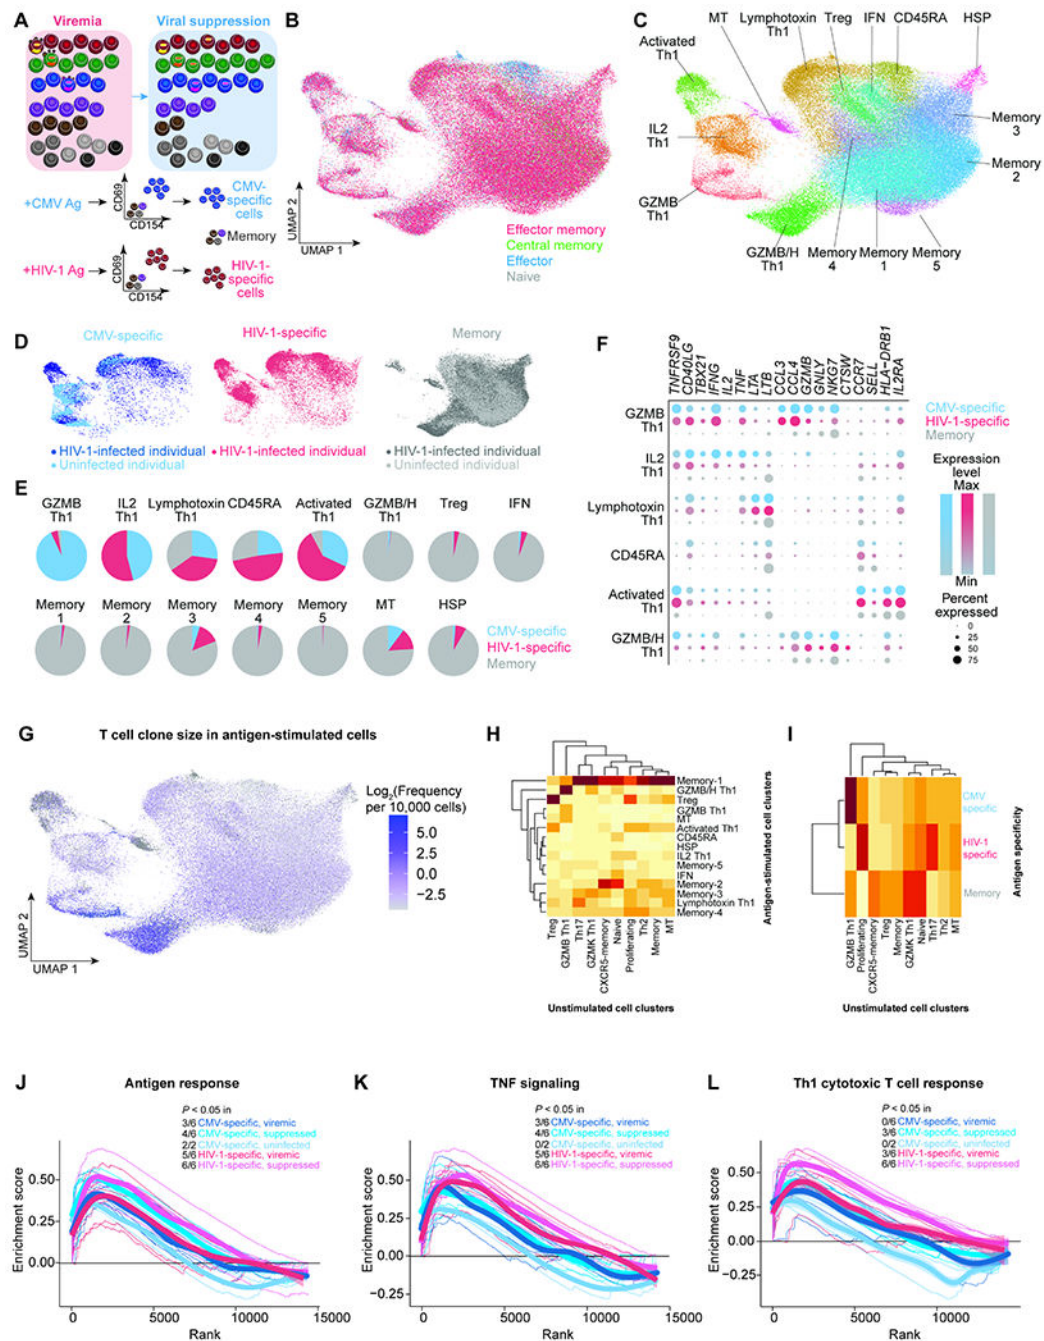 A
Viremia
Viral suppression
+CMV Ag
CD69
CD154
CMV-
specific
cells
Memory
+HIV-1 Ag
CD69
CD154
HIV-1-
specific
cells
B
UMAP 2
UMAP 1
Effector memory
Central memory
Effector
Naive
C
MT
Lymphotoxin
Th1
Treg
IFN
CD45RA
HSP
Activated
Th1
IL2
Th1
GZMB
Th1
GZMB/H
Th1
Memory
4
Memory
1
Memory
5
Memory
3
Memory
2
D
CMV-specific
HIV-1-specific
Memory
HIV-1-infected individual
Uninfected individual
HIV-1-infected individual
HIV-1-infected individual
Uninfected individual
E
GZMB
Th1
IL2
Th1
Lymphotoxin
Th1
CD45RA
Activated
Th1
GZMB/H
Th1
Treg
IFN
Memory
1
Memory
2
Memory
3
Memory
4
Memory
5
MT
HSP
CMV-specific
HIV-1-specific
Memory
F
TNFRSF9
CD40LG
TBX21
IFNG
IL2
TNF
LTA
LTB
CCL3
CCL4
GZMB
GNLY
NKG7
CTSW
CCR7
SELL
HLA-DRB1
IL2RA
GZMB
Th1
IL2
Th1
Lymphotoxin
Th1
CD45RA
Activated
Th1
GZMB/H
Th1
CMV-specific
HIV-1-specific
Memory
Expression
level
Max
Min
Percent
expressed
0
25
50
75
G
T cell clone size in antigen-stimulated cells
Log2(Frequency
per 10,000 cells)
5.0
2.5
0.0
−2.5
UMAP 2
UMAP 1
H
Memory-1
GZMB/H Th1
Treg
GZMB Th1
MT
Activated Th1
CD45RA
HSP
IL2 Th1
Memory-5
IFN
Memory-2
Memory-3
Lymphotoxin Th1
Memory-4
Antigen-stimulated cell clusters
Treg
GZMB Th1
Th17
GZMK Th1
CXCR5-memory
Naive
Proliferating
Th2
Memory
MT
Unstimulated cell clusters
I
CMV
specific
HIV-1
specific
Memory
Antigen specificity
GZMB Th1
Proliferating
CXCR5-memory
Treg
Memory
GZMK Th1
Naive
Th17
Th2
MT
Unstimulated cell clusters
J
Antigen response
P < 0.05 in
3/6 CMV-specific, viremic
4/6 CMV-specific, suppressed
2/2 CMV-specific, uninfected
5/6 HIV-1-specific, viremic
6/6 HIV-1-specific, suppressed
Enrichment score
0.50
0.25
0.00
0
5000
10000
15000
Rank
K
TNF signaling
P < 0.05 in
3/6 CMV-specific, viremic
4/6 CMV-specific, suppressed
0/2 CMV-specific, uninfected
5/6 HIV-1-specific, viremic
6/6 HIV-1-specific, suppressed
Enrichment score
0.50
0.25
0.00
−0.25
0
5000
10000
15000
Rank
L
Th1 cytotoxic T cell response
P < 0.05 in
0/6 CMV-specific, viremic
3/6 CMV-specific, suppressed
0/2 CMV-specific, uninfected
3/6 HIV-1-specific, viremic
6/6 HIV-1-specific, suppressed
Enrichment score
0.50
0.25
0.00
−0.25
0
5000
10000
Rank